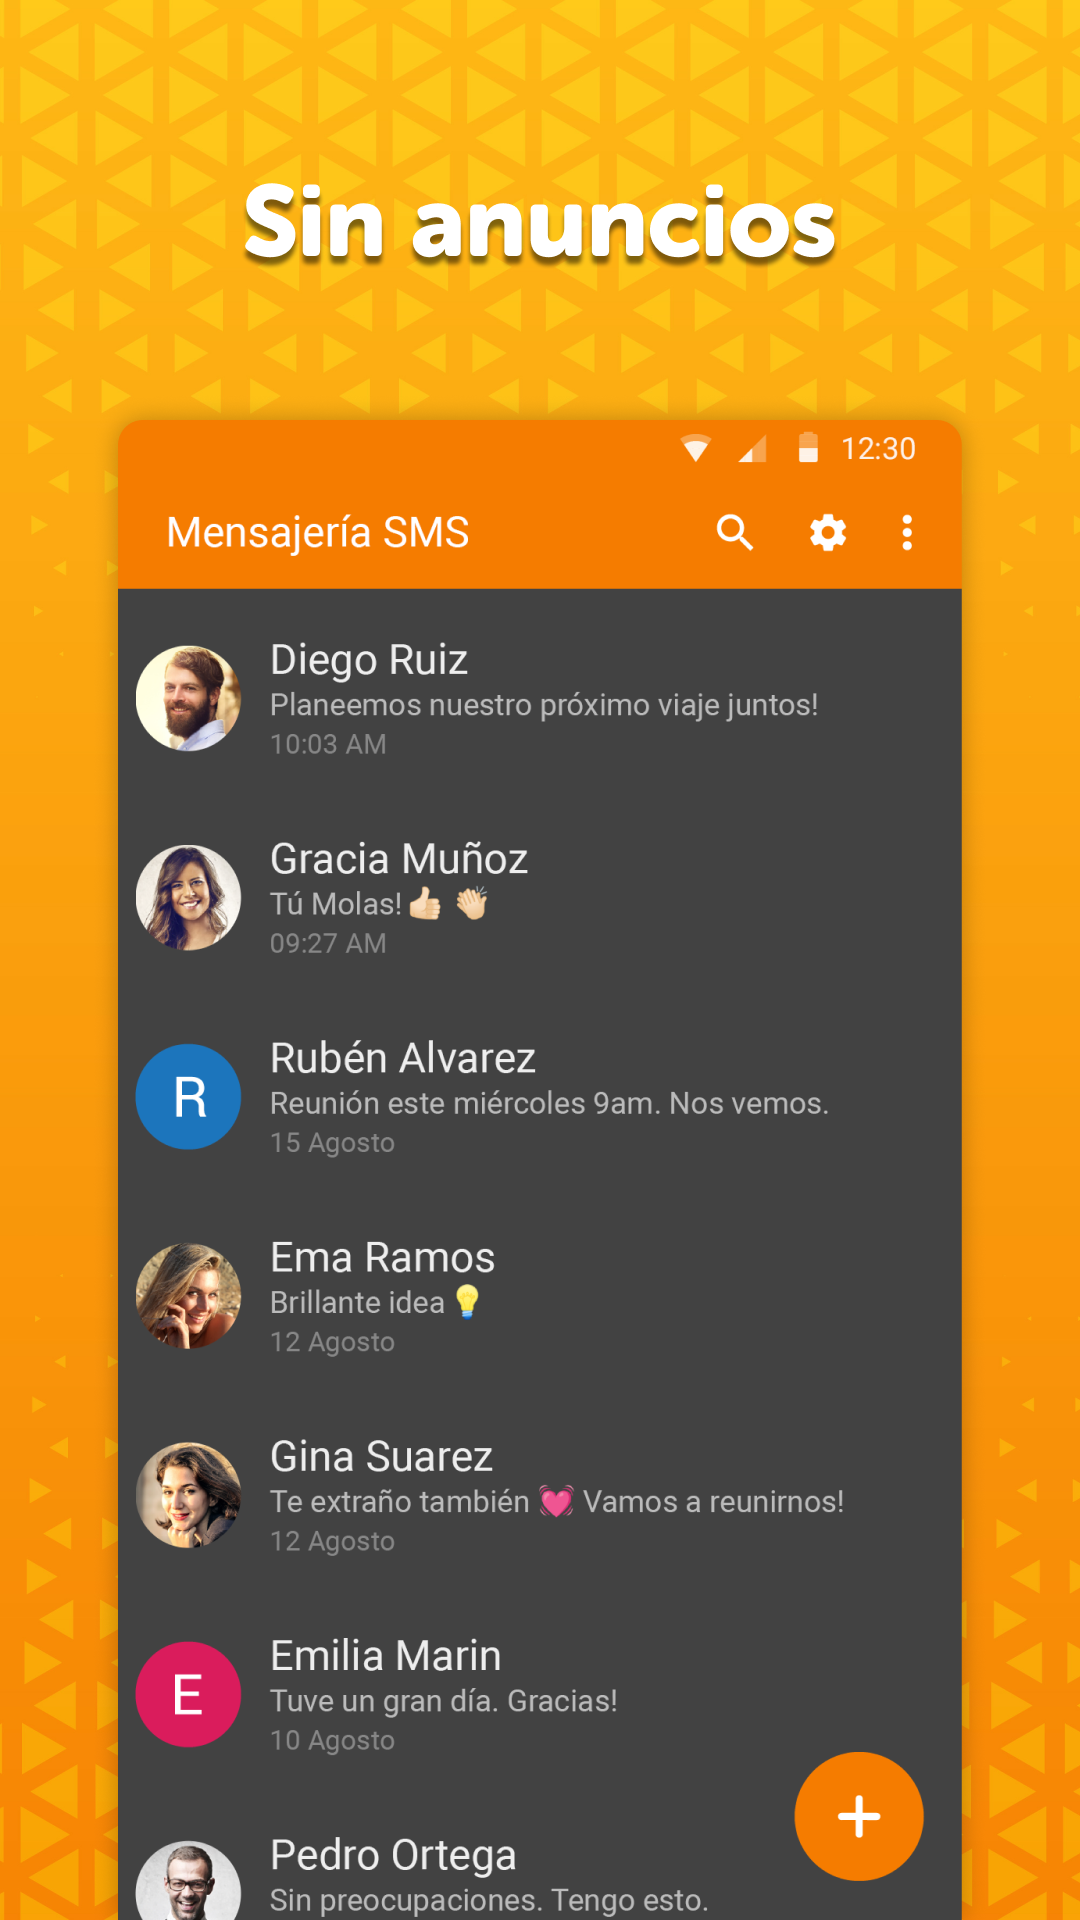 Sin anuncios
12:30
Mensajería SMS
Diego Ruiz
Planeemos nuestro próximo viaje juntos!
10:03 AM
Gracia Muñoz
Tú Molas!👍🏼 👏🏼
09:27 AM
R
Rubén Alvarez
Reunión este miércoles 9am. Nos vemos.
15 Agosto
Ema Ramos
Brillante idea 💡
12 Agosto
Gina Suarez
Te extraño también 💓 Vamos a reunirnos!
12 Agosto
E
Emilia Marin
Tuve un gran día. Gracias!
10 Agosto
Pedro Ortega
Sin preocupaciones. Tengo esto.